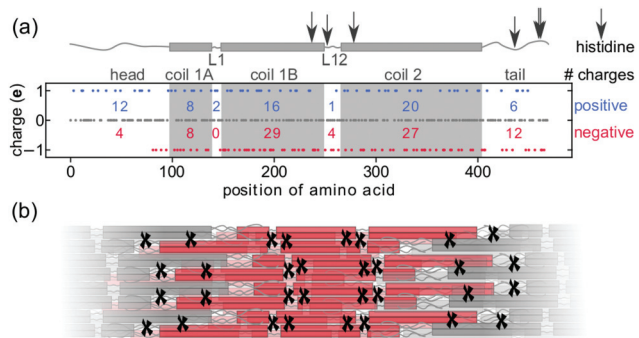 (a)
histidine
L1
L12
head coil 1A coil 1B coil 2 tail # charges
1
12 8 2 16 1 20 6 positive
0
4 8 0 29 4 27 12 negative
−1
charge (e)
0 100 200 300 400
position of amino acid
(b)